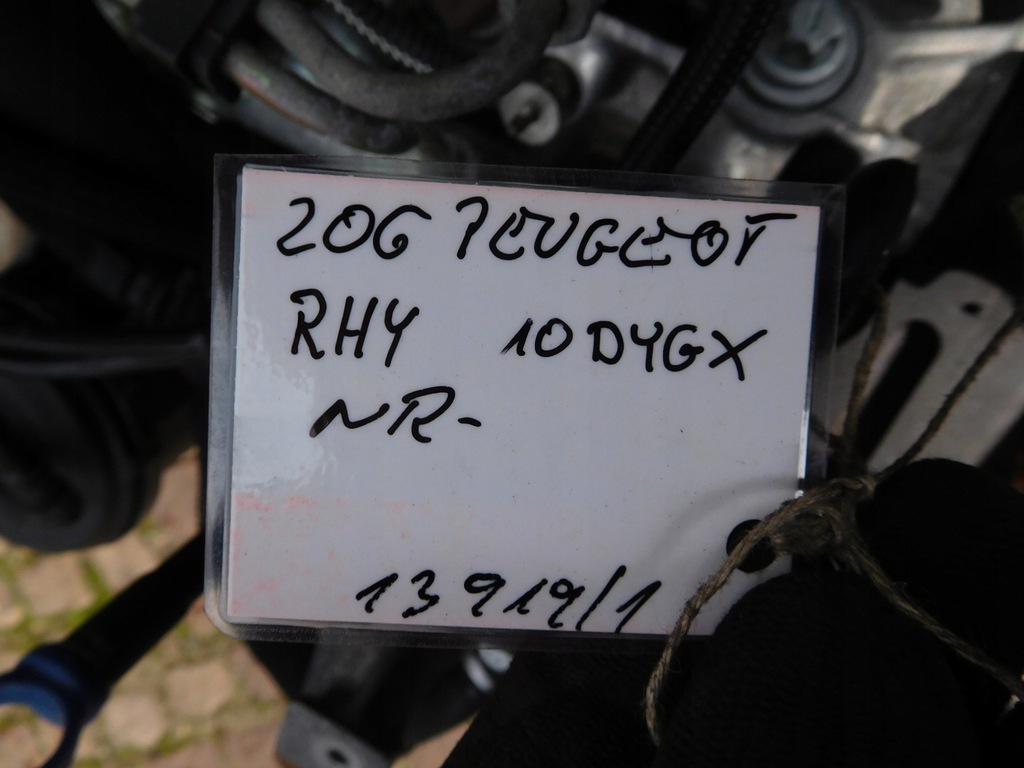 206 PEUGEOT
RHY 10DYGX
NR-
13919/1